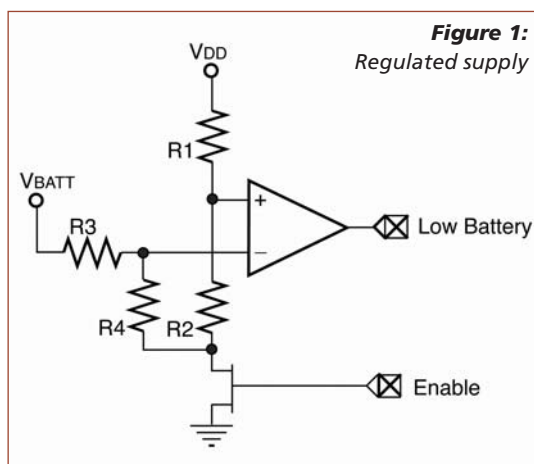 Figure 1:
Regulated supply
VDD
R1
VBATT
R3
+
Low Battery
−
R4
R2
Enable